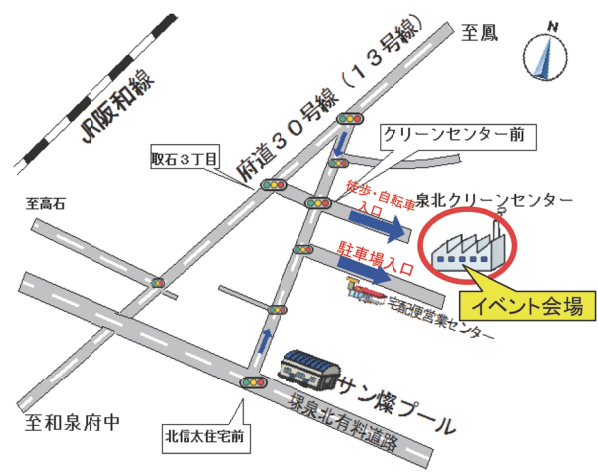 至鳳
N
JR阪和線
府道30号線(13号線)
クリーンセンター前
取石3丁目
徒歩・自転車
入口
泉北クリーンセンター
至高石
駐車場入口
イベント会場
宅配便営業センター
サン燦プール
堺泉北有料道路
至和泉府中
北信太住宅前